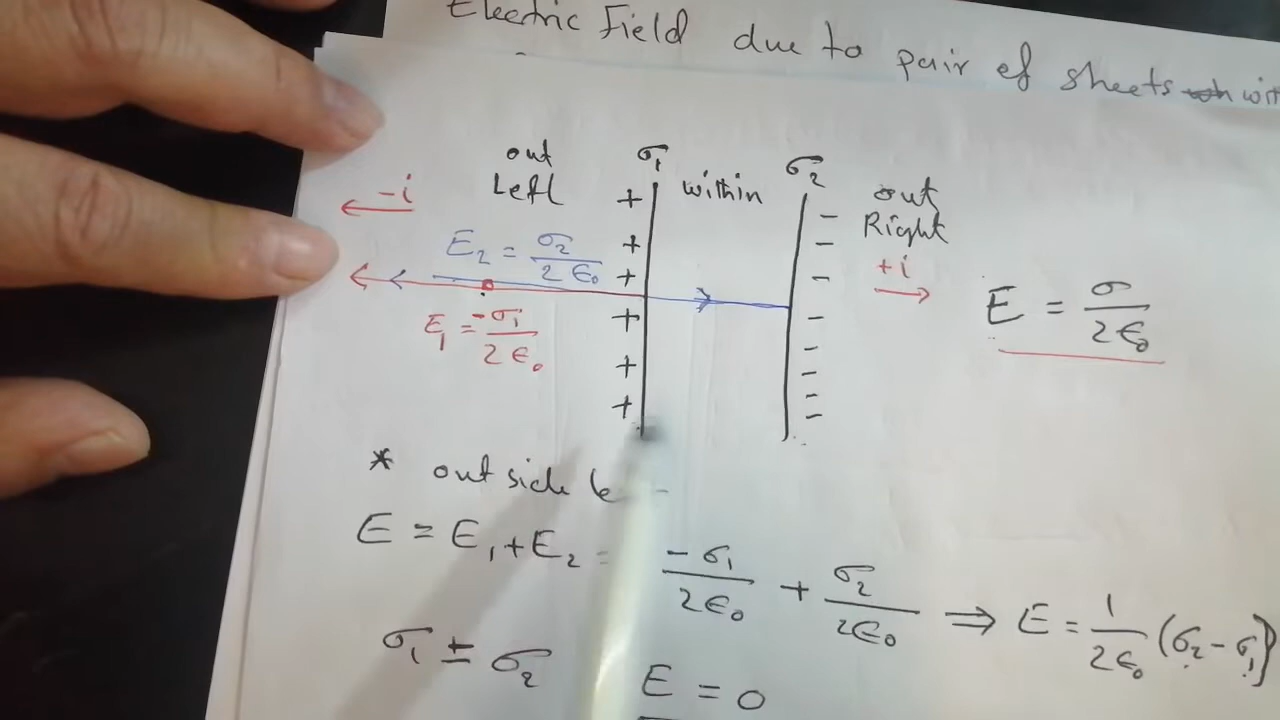 Electric Field due to pair of sheets
out Left
σ1
within
σ2
out Right
-i
+i
+ + + + + +
- - - - - - - -
E2 = σ2/2ϵ0
E1 = -σ1/2ϵ0
E = σ/2ϵ0
* out side
E = E1+E2 = -σ1/2ϵ0 + σ2/2ϵ0 ⇒ E = 1/2ϵ0 (σ2 - σ1)
σ1 ± σ2
E = 0